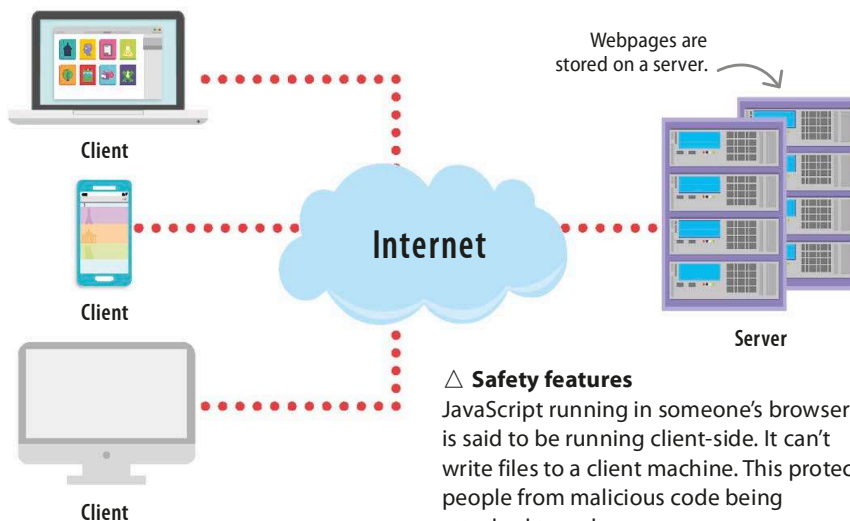 Webpages are
stored on a server.
Client
Client
Internet
Server
Client
△ Safety features
JavaScript running in someone's browser
is said to be running client-side. It can't
write files to a client machine. This
people from malicious code being